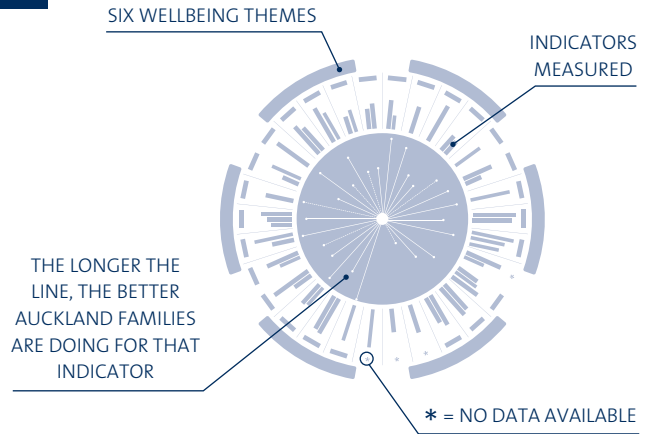 SIX WELLBEING THEMES
INDICATORS
MEASURED
THE LONGER THE
LINE, THE BETTER
AUCKLAND FAMILIES
ARE DOING FOR THAT
INDICATOR
* = NO DATA AVAILABLE